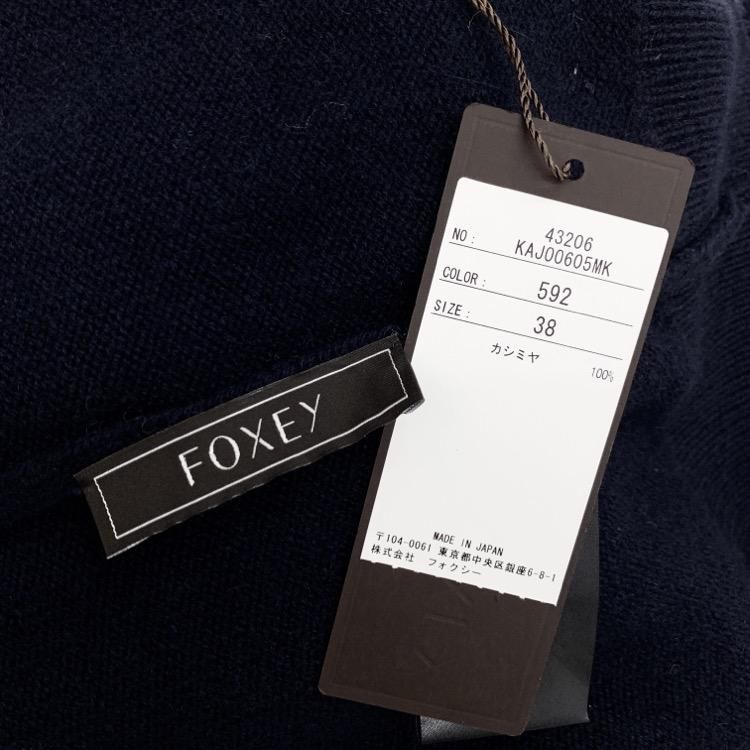 NO: 43206
KAJ00605MK
COLOR: 592
SIZE: 38
カシミヤ 100%
MADE IN JAPAN
〒104-0061 東京都中央区銀座6-8-1
株式会社 フォクシー
FOXEY